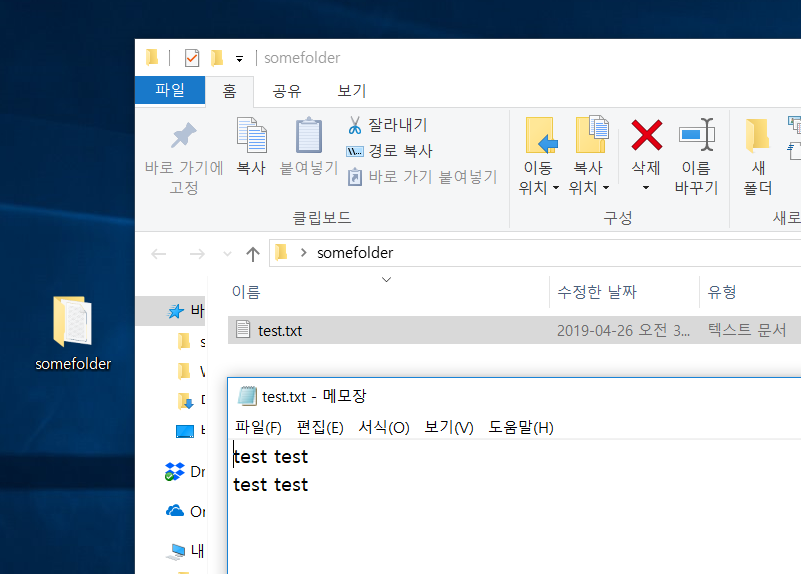 somefolder
파일 홈 공유 보기
바로 가기에
고정
복사
붙여넣기
잘라내기
경로 복사
바로 가기 붙여넣기
클립보드
이동
위치
복사
위치
삭제
이름
바꾸기
구성
새
폴더
새로
somefolder
이름 수정한 날짜 유형
test.txt 2019-04-26 오전 3... 텍스트 문서
somefolder
test.txt - 메모장
파일(F) 편집(E) 서식(O) 보기(V) 도움말(H)
test test
test test
바
s
Dr
내